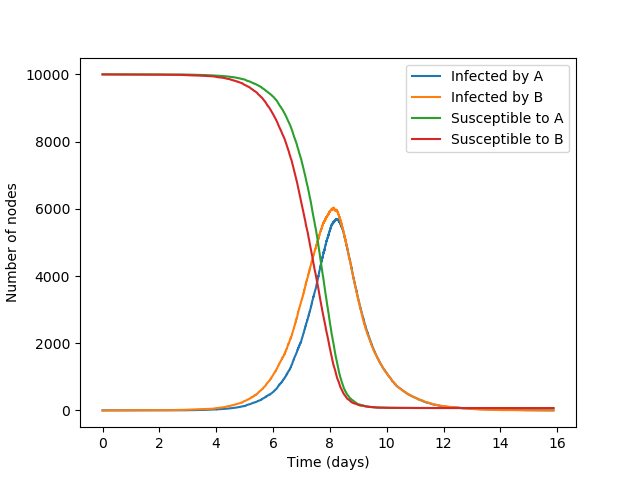 10000
8000
6000
4000
2000
0
Number of nodes
0 2 4 6 8 10 12 14 16
Time (days)
Infected by A
Infected by B
Susceptible to A
Susceptible to B